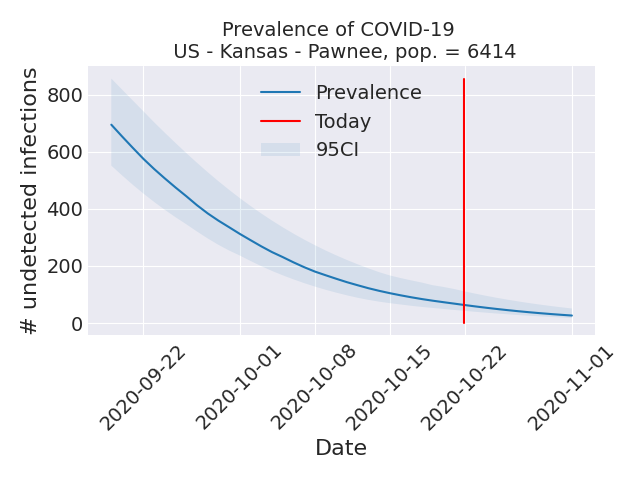 Prevalence of COVID-19
US - Kansas - Pawnee, pop. = 6414
# undetected infections
800
600
400
200
0
Prevalence
Today
95CI
2020-09-22
2020-10-01
2020-10-08
2020-10-15
2020-10-22
2020-11-01
Date